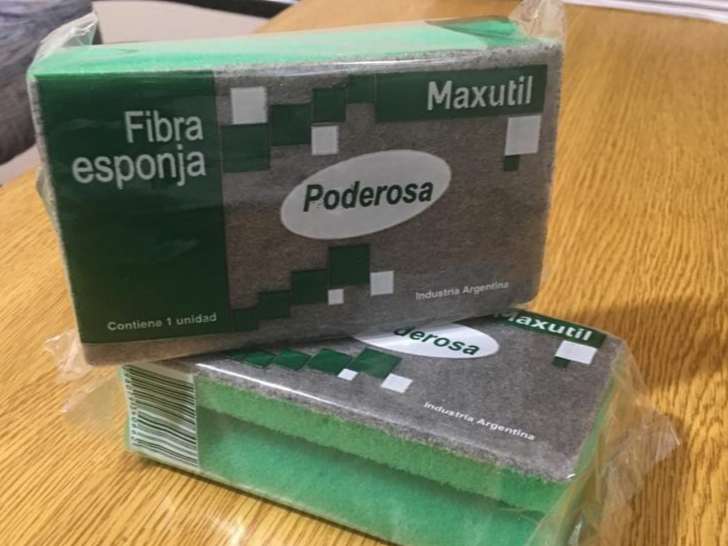 Maxutil
Fibra
esponja
Poderosa
Industria Argentina
Contiene 1 unidad
Maxutil
derosa
Industria Argentina